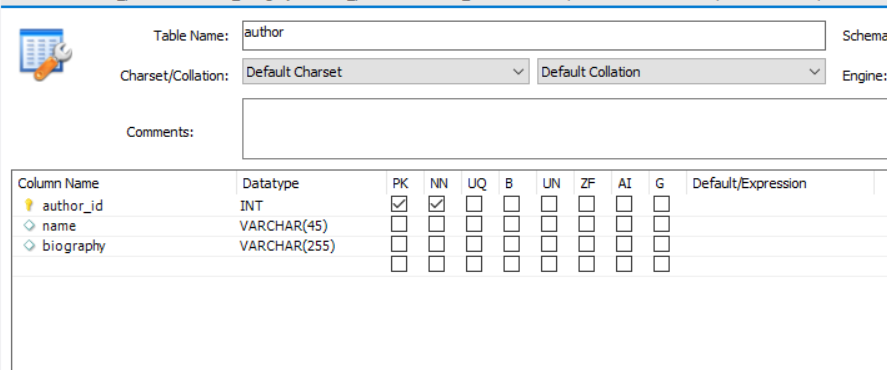 Table Name: author Schema
Charset/Collation: Default Charset Default Collation Engine:
Comments:
Column Name Datatype PK NN UQ B UN ZF AI G Default/Expression
author_id INT
name VARCHAR(45)
biography VARCHAR(255)